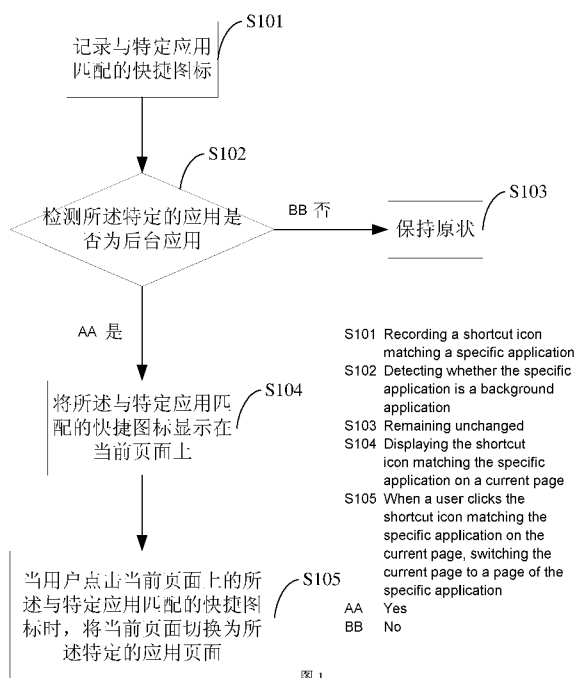 S101
记录与特定应用
匹配的快捷图标
S102
检测所述特定的应用是
否为后台应用
BB 否
S103
保持原状
AA 是
S104
将所述与特定应用匹
配的快捷图标显示在
当前页面上
S105
当用户点击当前页面上的所
述与特定应用匹配的快捷图
标时，将当前页面切换为所
述特定的应用页面
S101 Recording a shortcut icon
matching a specific application
S102 Detecting whether the specific
application is a background
application
S103 Remaining unchanged
S104 Displaying the shortcut
icon matching the specific
application on a current page
S105 When a user clicks the
shortcut icon matching the
specific application on the
current page, switching the
current page to a page of the
specific application
AA Yes
BB No
图 1